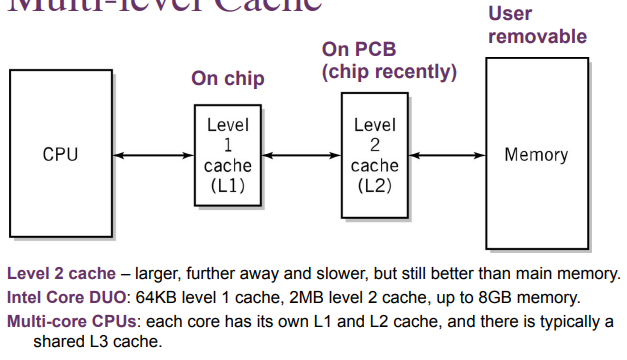 Multi-level Cache
User
removable
On PCB
(chip recently)
On chip
CPU
Level
1
cache
(L1)
Level
2
cache
(L2)
Memory
Level 2 cache – larger, further away and slower, but still better than main memory.
Intel Core DUO: 64KB level 1 cache, 2MB level 2 cache, up to 8GB memory.
Multi-core CPUs: each core has its own L1 and L2 cache, and there is typically a
shared L3 cache.